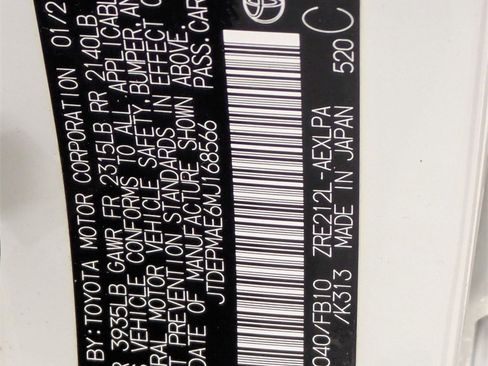 BY: TOYOTA MOTOR CORPORATION 01/2
3935LB GAWR FR 2315LB RR 2140LB
VEHICLE CONFORMS TO ALL APPLICABLE
RAL MOTOR VEHICLE SAFETY, BUMPER, AN
T PREVENTION STANDARDS IN EFFECT O
ATE OF MANUFACTURE SHOWN ABOVE.
JTDEPMAE6MJ168566 PASS.CAR
C
040/FB10 ZRE212L-AEXLPA 520
/K313 MADE IN JAPAN